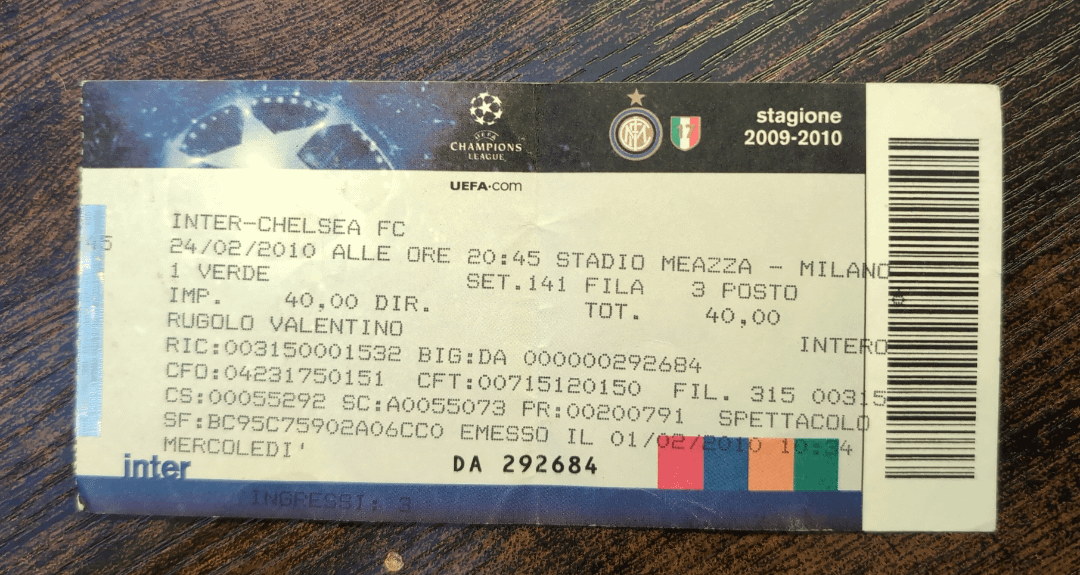 UEFA
CHAMPIONS
LEAGUE
17
stagione
2009-2010
UEFA.com
INTER-CHELSEA FC
45
24/02/2010 ALLE ORE 20:45 STADIO MEAZZA - MILANO
1 VERDE SET.141 FILA 3 POSTO
IMP. 40,00 DIR. TOT. 40,00
RUGOLO VALENTINO INTERO
RIC:003150001532 BIG:DA 000000292684
CFO:04231750151 CFT:00715120150 FIL. 315 00315
CS:00055292 SC:A0055073 PR:00200791 SPETTACOLO
SF:BC95C75902A06CC0 EMESSO IL 01/02/2010 10:34
MERCOLEDI'
inter
DA 292684
INGRESSI: 3